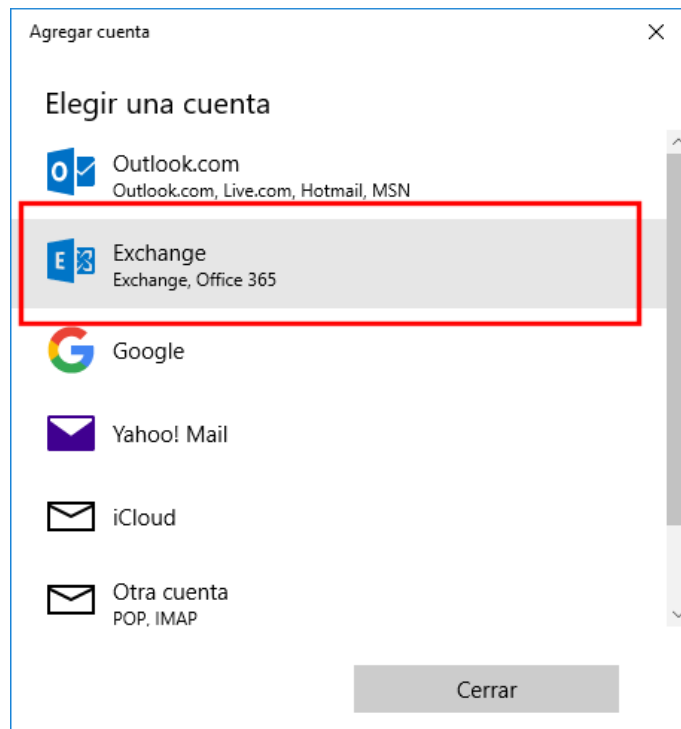 Agregar cuenta
Elegir una cuenta
Outlook.com
Outlook.com, Live.com, Hotmail, MSN
Exchange
Exchange, Office 365
Google
Yahoo! Mail
iCloud
Otra cuenta
POP, IMAP
Cerrar